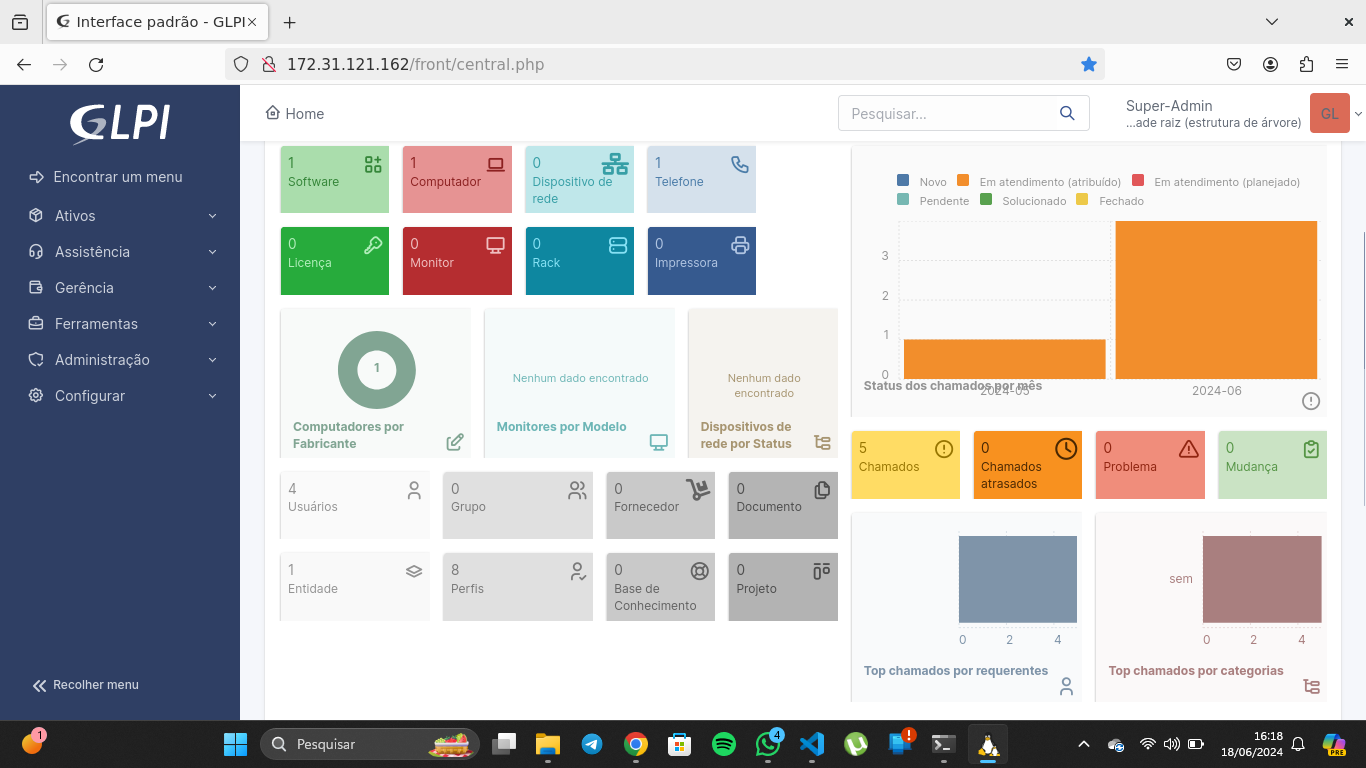 Interface padrão - GLPI
172.31.121.162/front/central.php
GLPI
Home
Pesquisar...
Super-Admin
...ade raiz (estrutura de árvore)
GL
Encontrar um menu
Ativos
Assistência
Gerência
Ferramentas
Administração
Configurar
Recolher menu
1
Software
1
Computador
0
Dispositivo de
rede
1
Telefone
0
Licença
0
Monitor
0
Rack
0
Impressora
1
Computadores por
Fabricante
Nenhum dado encontrado
Monitores por Modelo
Nenhum dado
encontrado
Dispositivos de
rede por Status
4
Usuários
0
Grupo
0
Fornecedor
0
Documento
1
Entidade
8
Perfis
0
Base de
Conhecimento
0
Projeto
Novo Em atendimento (atribuído) Em atendimento (planejado)
Pendente Solucionado Fechado
3
2
1
0
Status dos chamados por mês
2024-05 2024-06
5
Chamados
0
Chamados
atrasados
0
Problema
0
Mudança
0 2 4
Top chamados por requerentes
sem
0 2 4
Top chamados por categorias
1
Pesquisar
4
16:18
18/06/2024
PRE